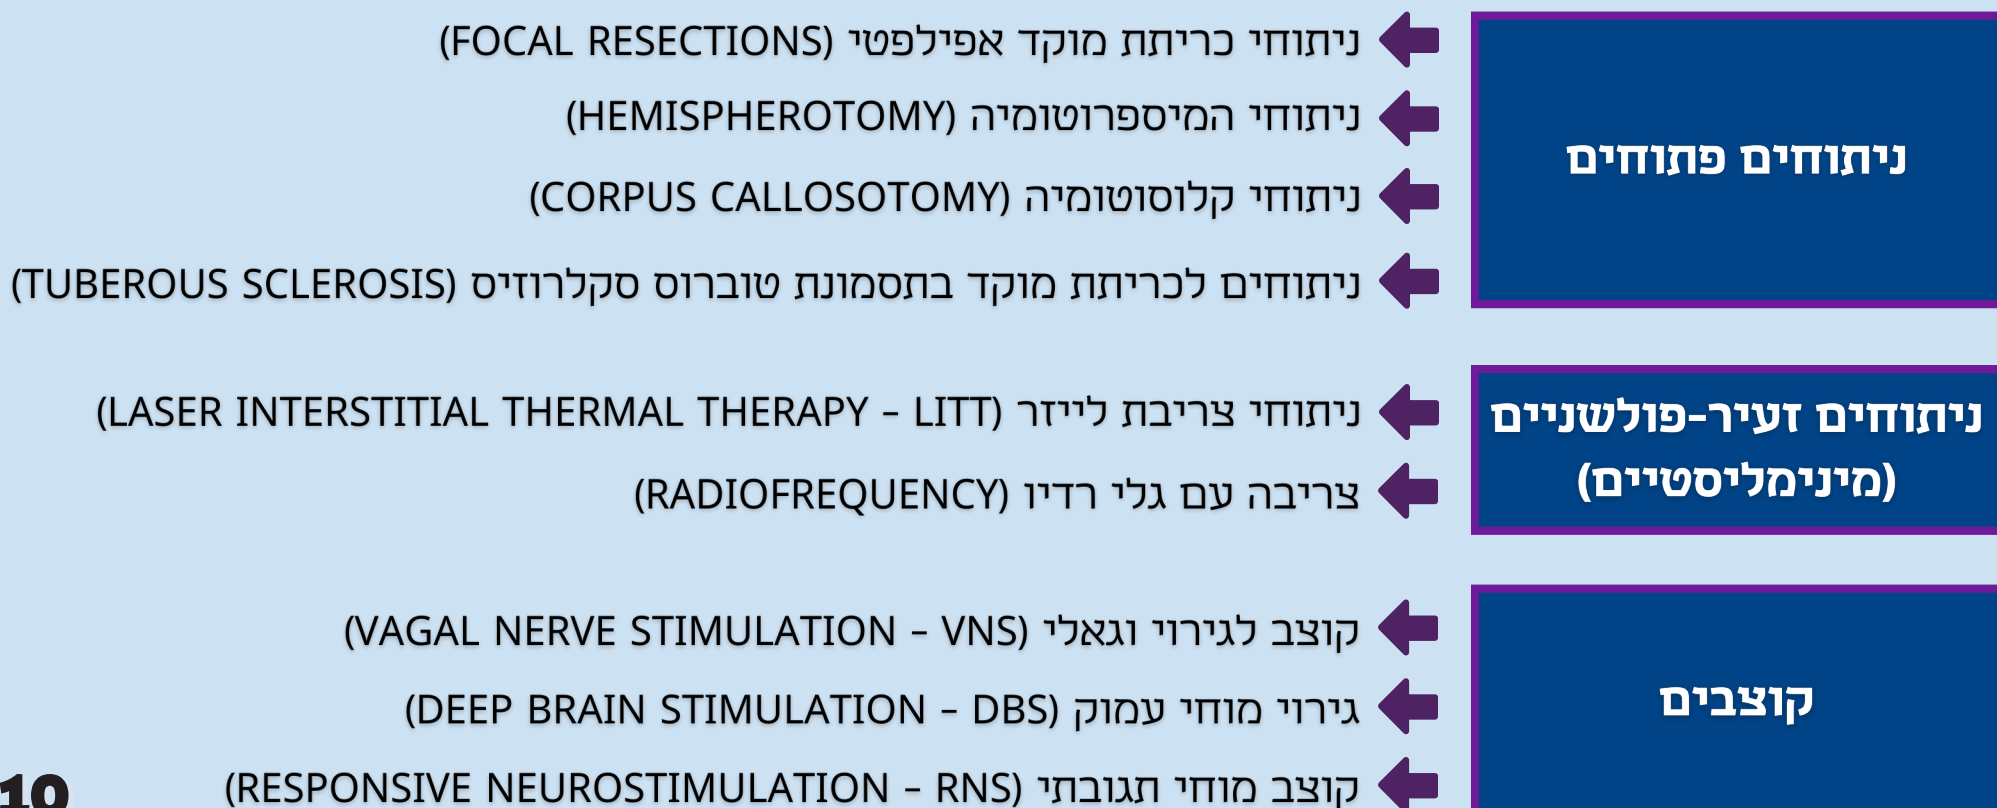 ניתוחים פתוחים
ניתוחי כריתת מוקד אפילפטי (FOCAL RESECTIONS)
ניתוחי המיספרוטומיה (HEMISPHEROTOMY)
ניתוחי קלוסוטומיה (CORPUS CALLOSOTOMY)
ניתוחים לכריתת מוקד בתסמונת טוברוס סקלרוזיס (TUBEROUS SCLEROSIS)
ניתוחים זעיר-פולשניים
(מינימליסטיים)
ניתוחי צריבת לייזר (LASER INTERSTITIAL THERMAL THERAPY – LITT)
צריבה עם גלי רדיו (RADIOFREQUENCY)
קוצבים
קוצב לגירוי וגאלי (VAGAL NERVE STIMULATION – VNS)
גירוי מוחי עמוק (DEEP BRAIN STIMULATION – DBS)
קוצב מוחי תגובתי (RESPONSIVE NEUROSTIMULATION – RNS)
10